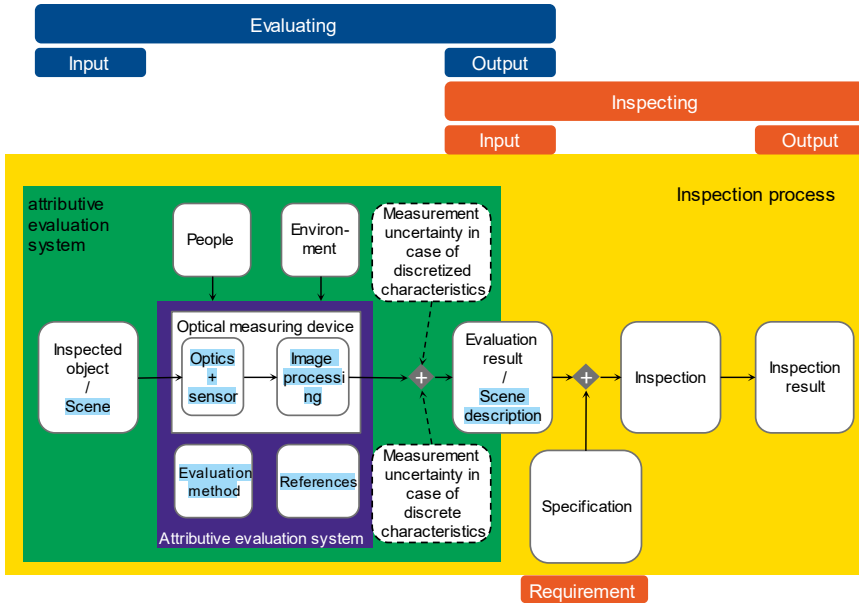 Evaluating
Input
Output
Inspecting
Input
Output
attributive
evaluation
system
Inspection process
People
Environ-
ment
Measurement
uncertainty in
case of
discretized
characteristics
Optical measuring device
Inspected
object
/
Scene
Optics
+
sensor
Image
processi
ng
+
Evaluation
result
/
Scene
description
+
Inspection
Inspection
result
Evaluation
method
References
Measurement
uncertainty in
case of
discrete
characteristics
Specification
Attributive evaluation system
Requirement